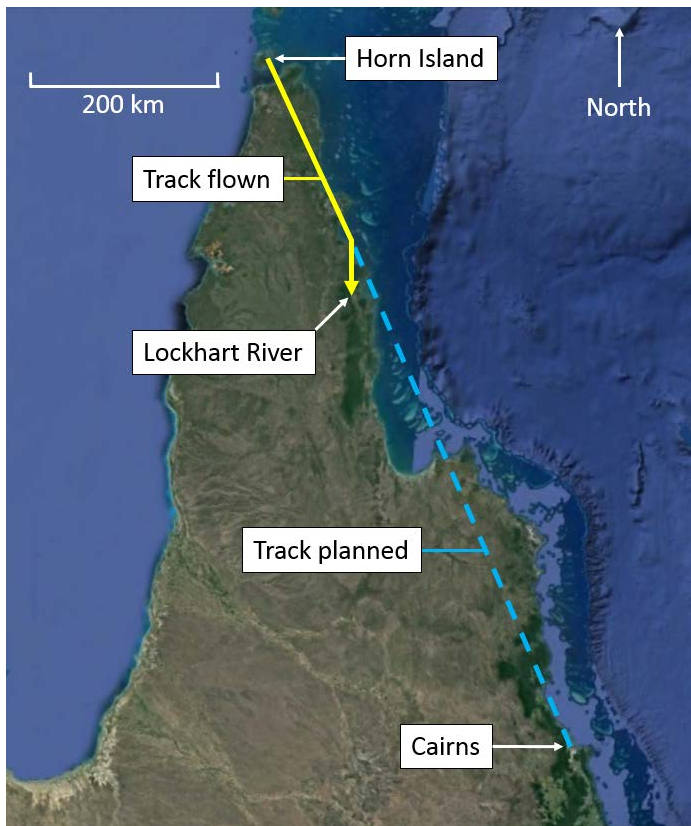 Horn Island
200 km
North
Track flown
Lockhart River
Track planned
Cairns